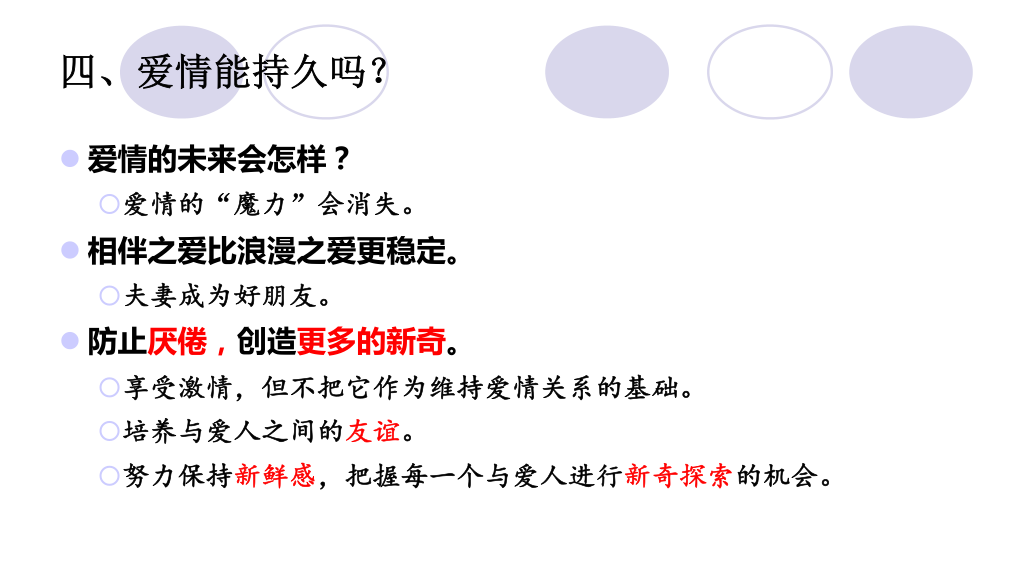 四、爱情能持久吗？
爱情的未来会怎样？
爱情的“魔力”会消失。
相伴之爱比浪漫之爱更稳定。
夫妻成为好朋友。
防止厌倦，创造更多的新奇。
享受激情，但不把它作为维持爱情关系的基础。
培养与爱人之间的友谊。
努力保持新鲜感，把握每一个与爱人进行新奇探索的机会。